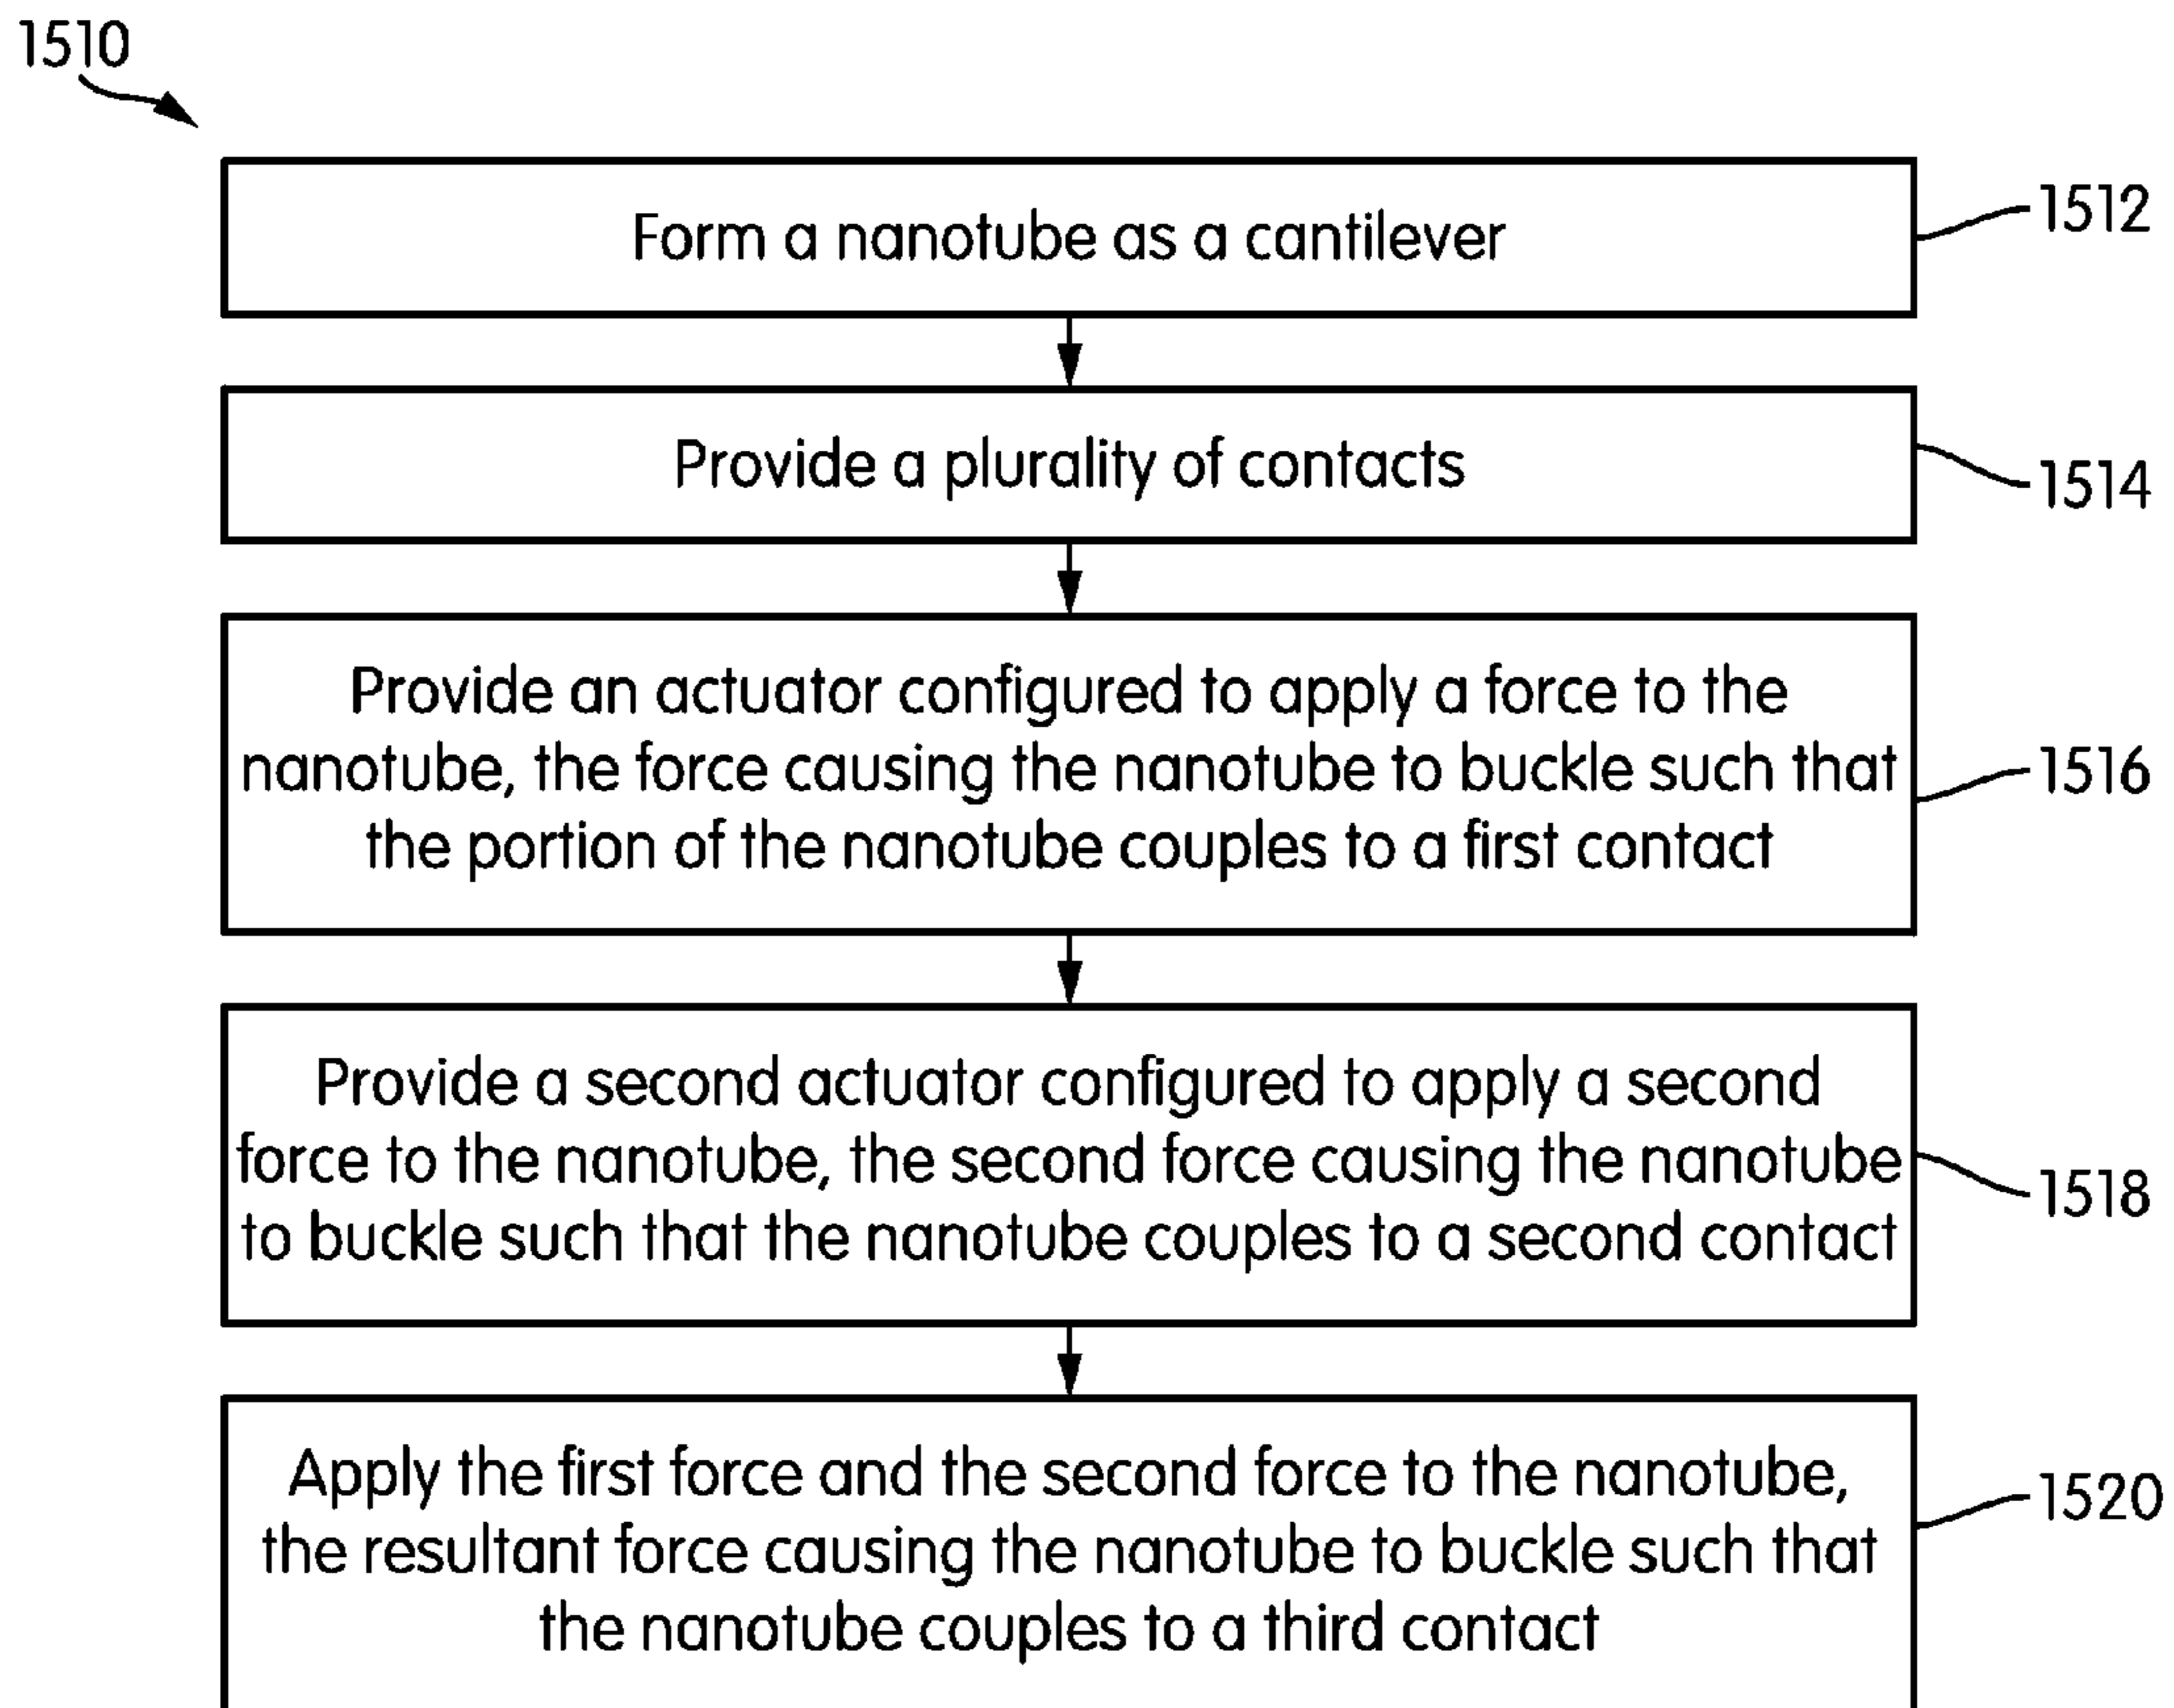 1510
Form a nanotube as a cantilever
1512
Provide a plurality of contacts
1514
Provide an actuator configured to apply a force to the
nanotube, the force causing the nanotube to buckle such that
the portion of the nanotube couples to a first contact
1516
Provide a second actuator configured to apply a second
force to the nanotube, the second force causing the nanotube
to buckle such that the nanotube couples to a second contact
1518
Apply the first force and the second force to the nanotube,
the resultant force causing the nanotube to buckle such that
the nanotube couples to a third contact
1520